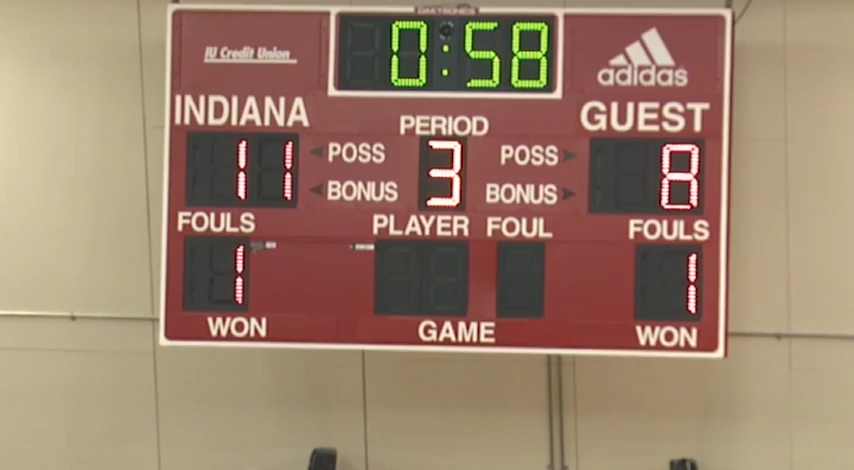 DAKTRONICS
IU Credit Union
0:58
adidas
INDIANA
PERIOD
GUEST
11
POSS
BONUS
3
POSS
BONUS
8
FOULS
PLAYER FOUL
FOULS
1
1
WON
GAME
WON